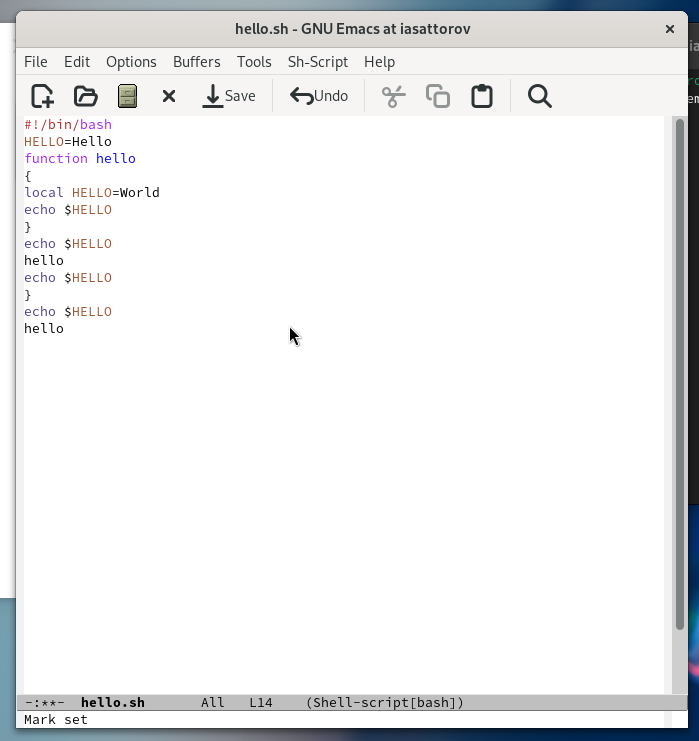 hello.sh - GNU Emacs at iasattorov
File Edit Options Buffers Tools Sh-Script Help
Save Undo
#!/bin/bash
HELLO=Hello
function hello
{
local HELLO=World
echo $HELLO
}
echo $HELLO
hello
echo $HELLO
}
echo $HELLO
hello
-:**- hello.sh All L14 (Shell-script[bash])
Mark set